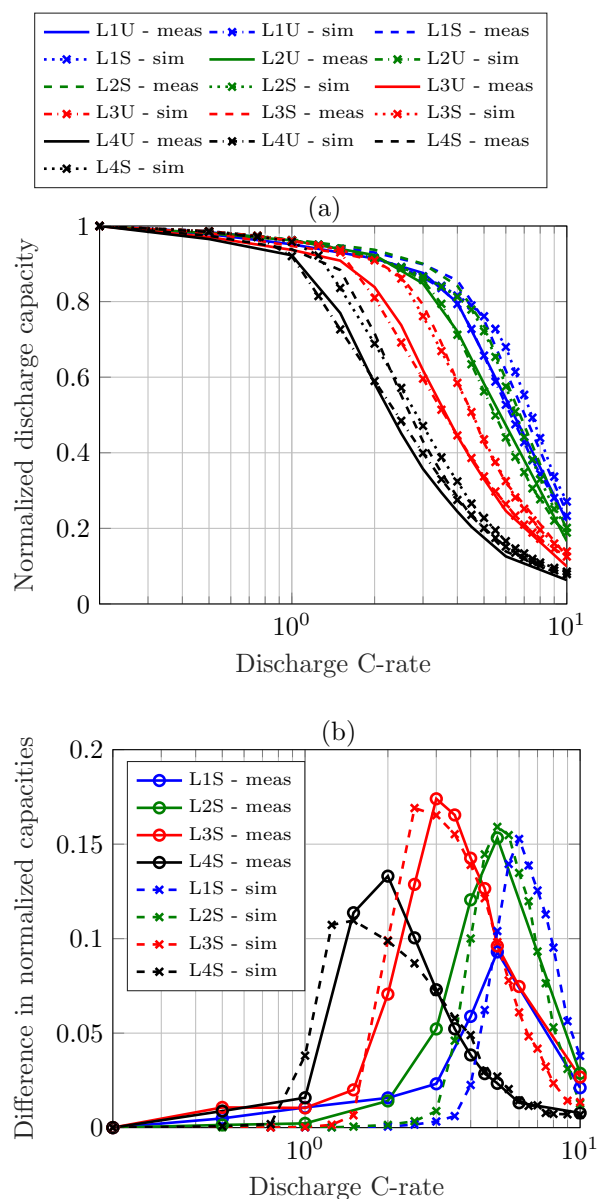 L1U - meas L1U - sim L1S - meas
L1S - sim L2U - meas L2U - sim
L2S - meas L2S - sim L3U - meas
L3U - sim L3S - meas L3S - sim
L4U - meas L4U - sim L4S - meas
L4S - sim
(a)
1
0.8
0.6
0.4
0.2
0
Normalized discharge capacity
10^0 10^1
Discharge C-rate
(b)
0.2
0.15
0.1
0.05
0
Difference in normalized capacities
L1S - meas
L2S - meas
L3S - meas
L4S - meas
L1S - sim
L2S - sim
L3S - sim
L4S - sim
10^0 10^1
Discharge C-rate